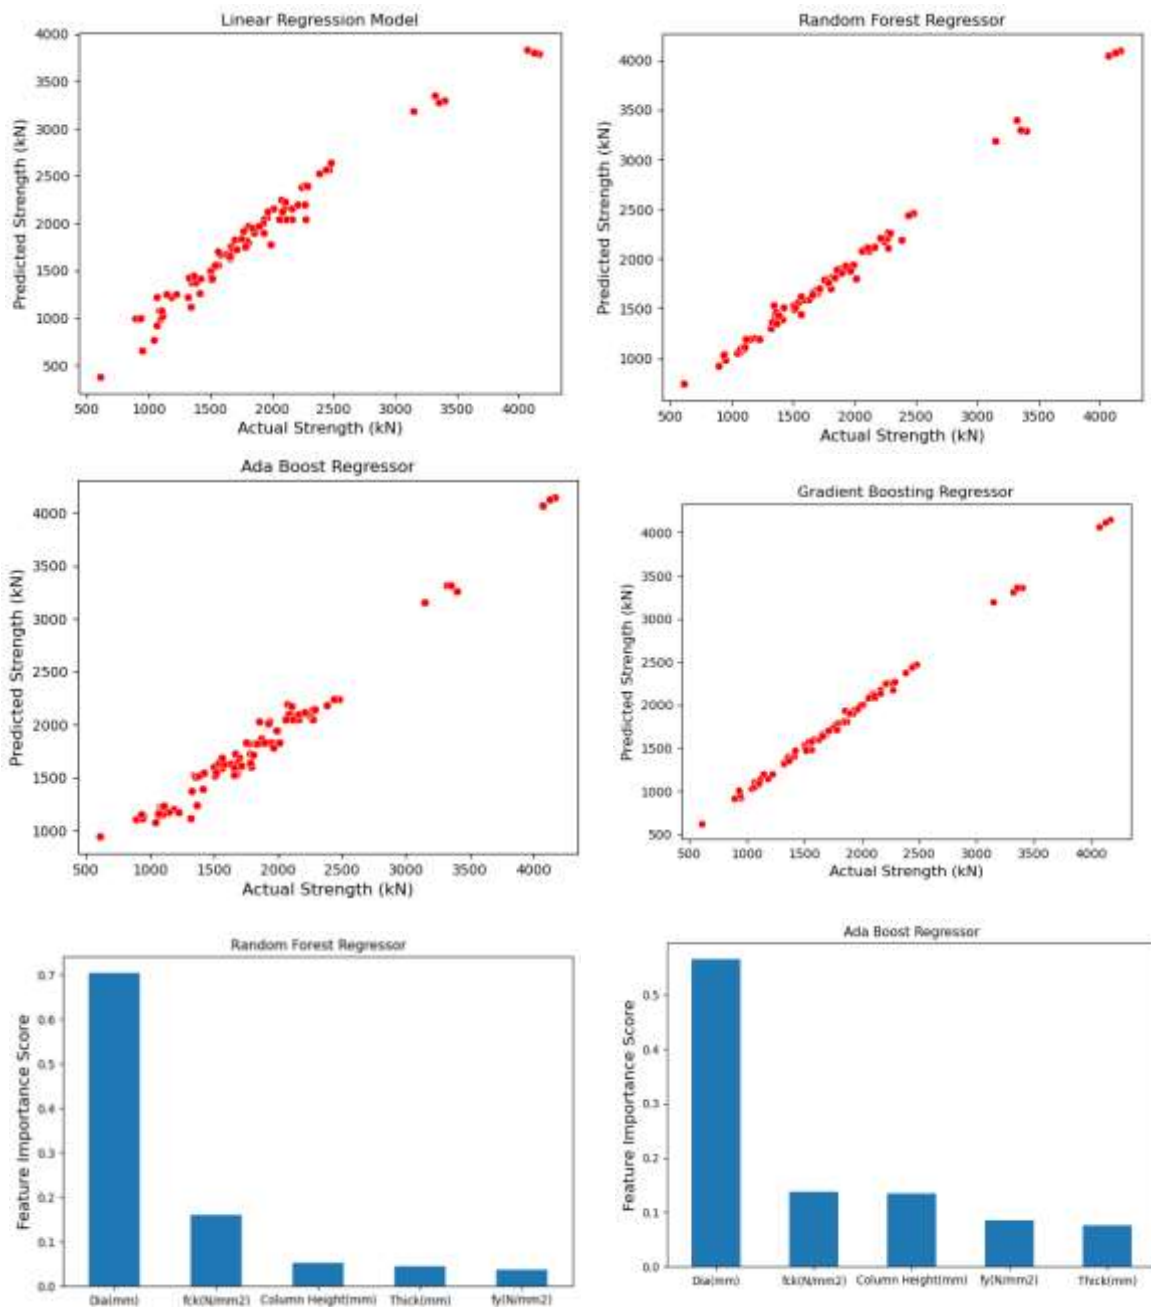 Linear Regression Model
4000
3500
3000
2500
2000
1500
1000
500
Predicted Strength (kN)
500 1000 1500 2000 2500 3000 3500 4000
Actual Strength (kN)
Random Forest Regressor
4000
3500
3000
2500
2000
1500
1000
Predicted Strength (kN)
500 1000 1500 2000 2500 3000 3500 4000
Actual Strength (kN)
Ada Boost Regressor
4000
3500
3000
2500
2000
1500
1000
Predicted Strength (kN)
500 1000 1500 2000 2500 3000 3500 4000
Actual Strength (kN)
Gradient Boosting Regressor
4000
3500
3000
2500
2000
1500
1000
500
Predicted Strength (kN)
500 1000 1500 2000 2500 3000 3500 4000
Actual Strength (kN)
Random Forest Regressor
0.7
0.6
0.5
0.4
0.3
0.2
0.1
0.0
Feature Importance Score
Dia(mm) fck(N/mm2) Column Height(mm) Thick(mm) fy(N/mm2)
Ada Boost Regressor
0.5
0.4
0.3
0.2
0.1
0.0
Feature Importance Score
Dia(mm) fck(N/mm2) Column Height(mm) fy(N/mm2) Thick(mm)